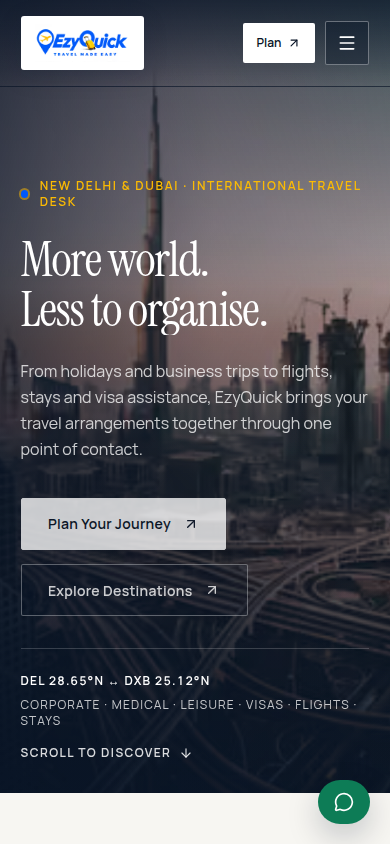 EzyQuick
TRAVEL MADE EASY
Plan
NEW DELHI & DUBAI · INTERNATIONAL TRAVEL
DESK
More world.
Less to organise.
From holidays and business trips to flights,
stays and visa assistance, EzyQuick brings your
travel arrangements together through one
point of contact.
Plan Your Journey
Explore Destinations
DEL 28.65°N ↔ DXB 25.12°N
CORPORATE · MEDICAL · LEISURE · VISAS · FLIGHTS ·
STAYS
SCROLL TO DISCOVER